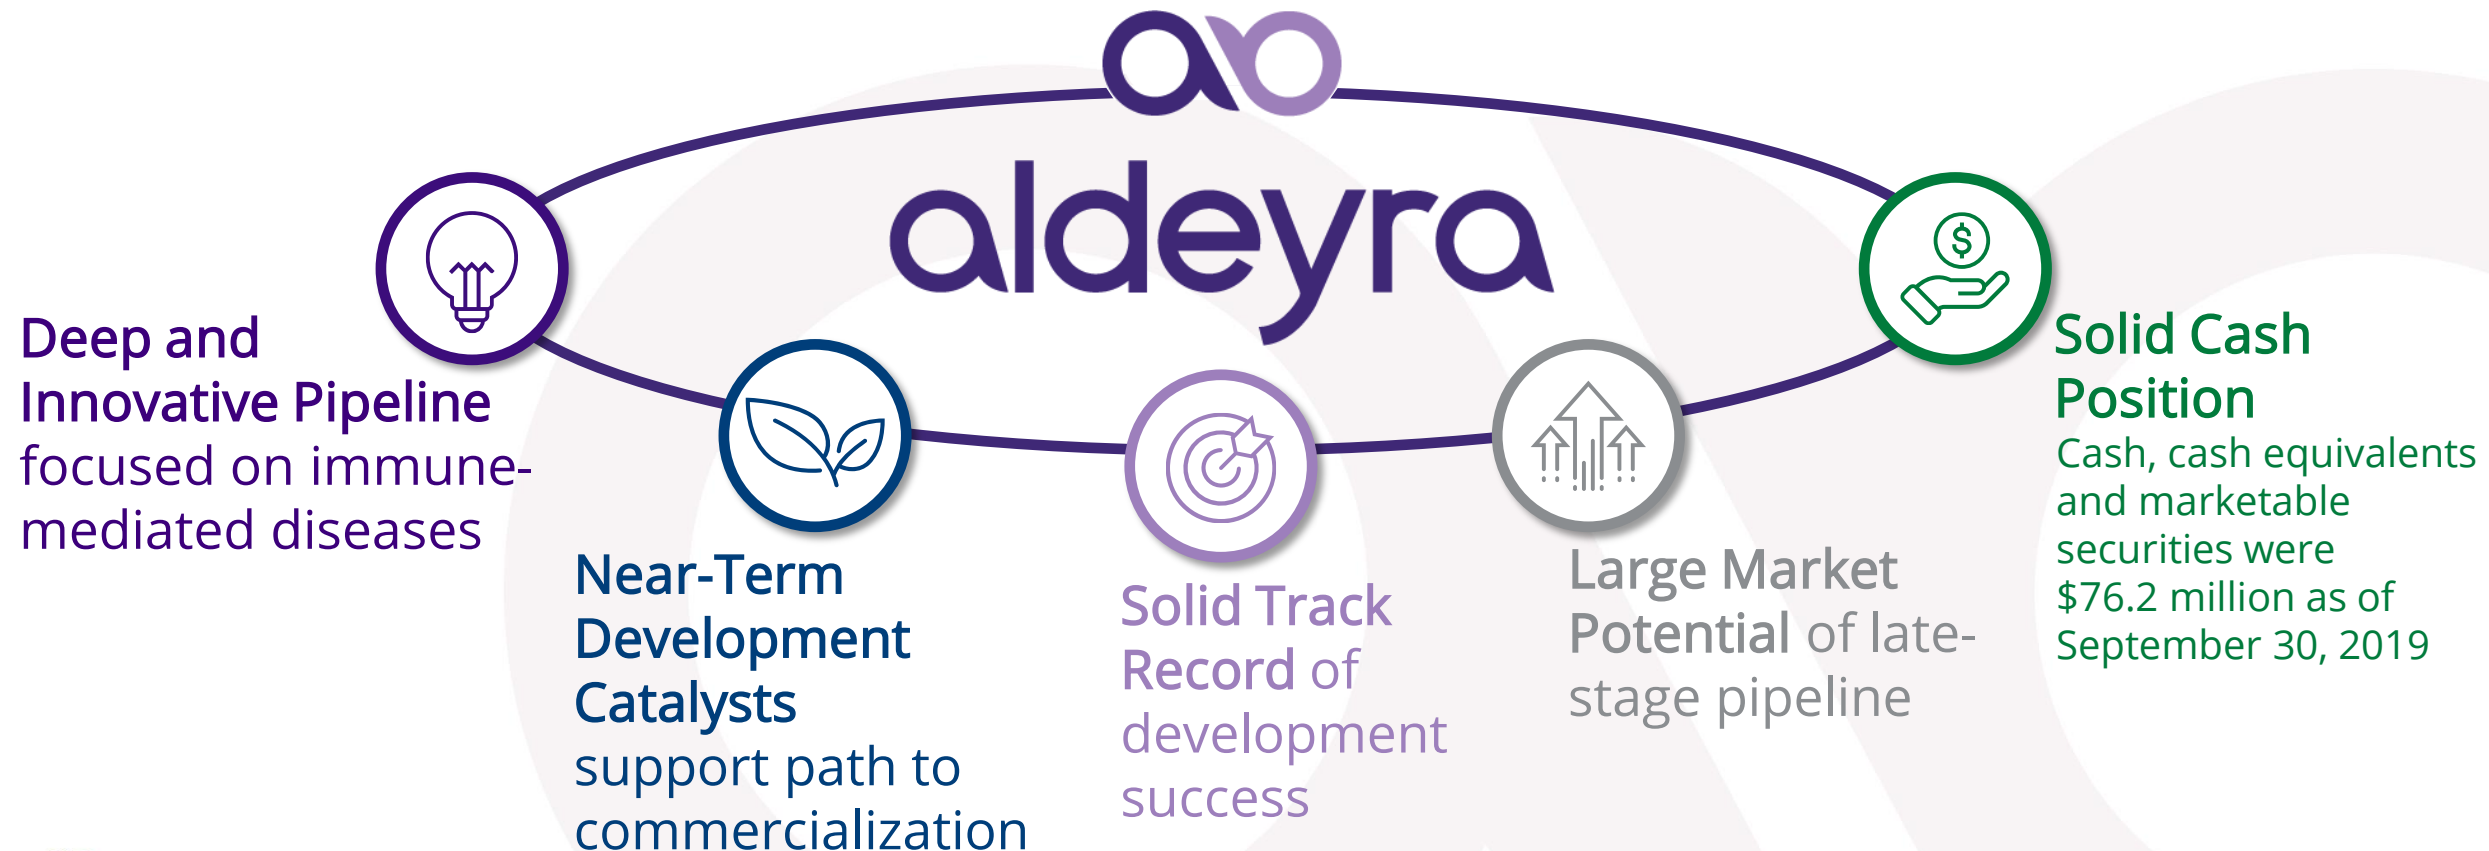 aldeyra
Deep and
Innovative Pipeline
focused on immune-
mediated diseases
Near-Term
Development
Catalysts
support path to
commercialization
Solid Track
Record of
development
success
Large Market
Potential of late-
stage pipeline
$
Solid Cash
Position
Cash, cash equivalents
and marketable
securities were
$76.2 million as of
September 30, 2019